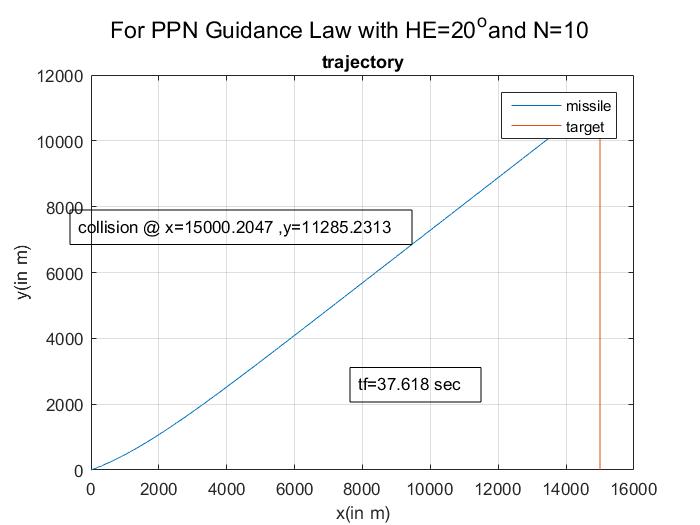 For PPN Guidance Law with HE=20°and N=10
trajectory
12000
10000
8000
6000
4000
2000
0
y(in m)
missile
target
collision @ x=15000.2047 ,y=11285.2313
tf=37.618 sec
0 2000 4000 6000 8000 10000 12000 14000 16000
x(in m)